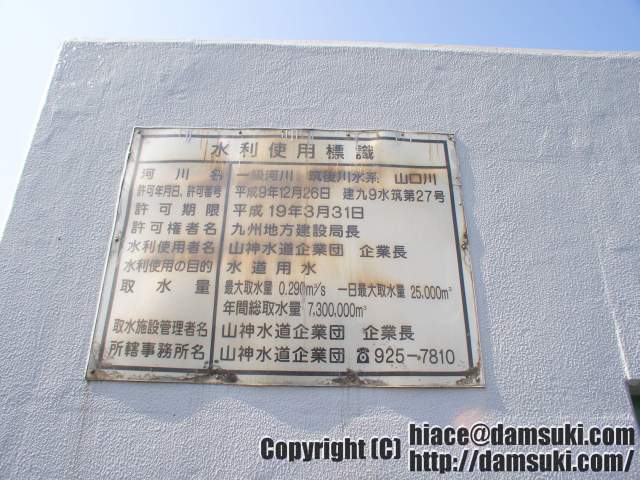 水利使用標識
河川名 一級河川 筑後川水系 山口川
許可年月日、許可番号 平成9年12月26日 建九9水筑第27号
許可期限 平成19年3月31日
許可権者名 九州地方建設局長
水利使用者名 山神水道企業団 企業長
水利使用の目的 水道用水
取水量 最大取水量 0.290m³/s 一日最大取水量 25.000m³
年間総取水量 7.300,000m³
取水施設管理者名 山神水道企業団 企業長
所轄事務所名 山神水道企業団 ☎925-7810
Copyright (C) hiace@damsuki.com
http://damsuki.com/